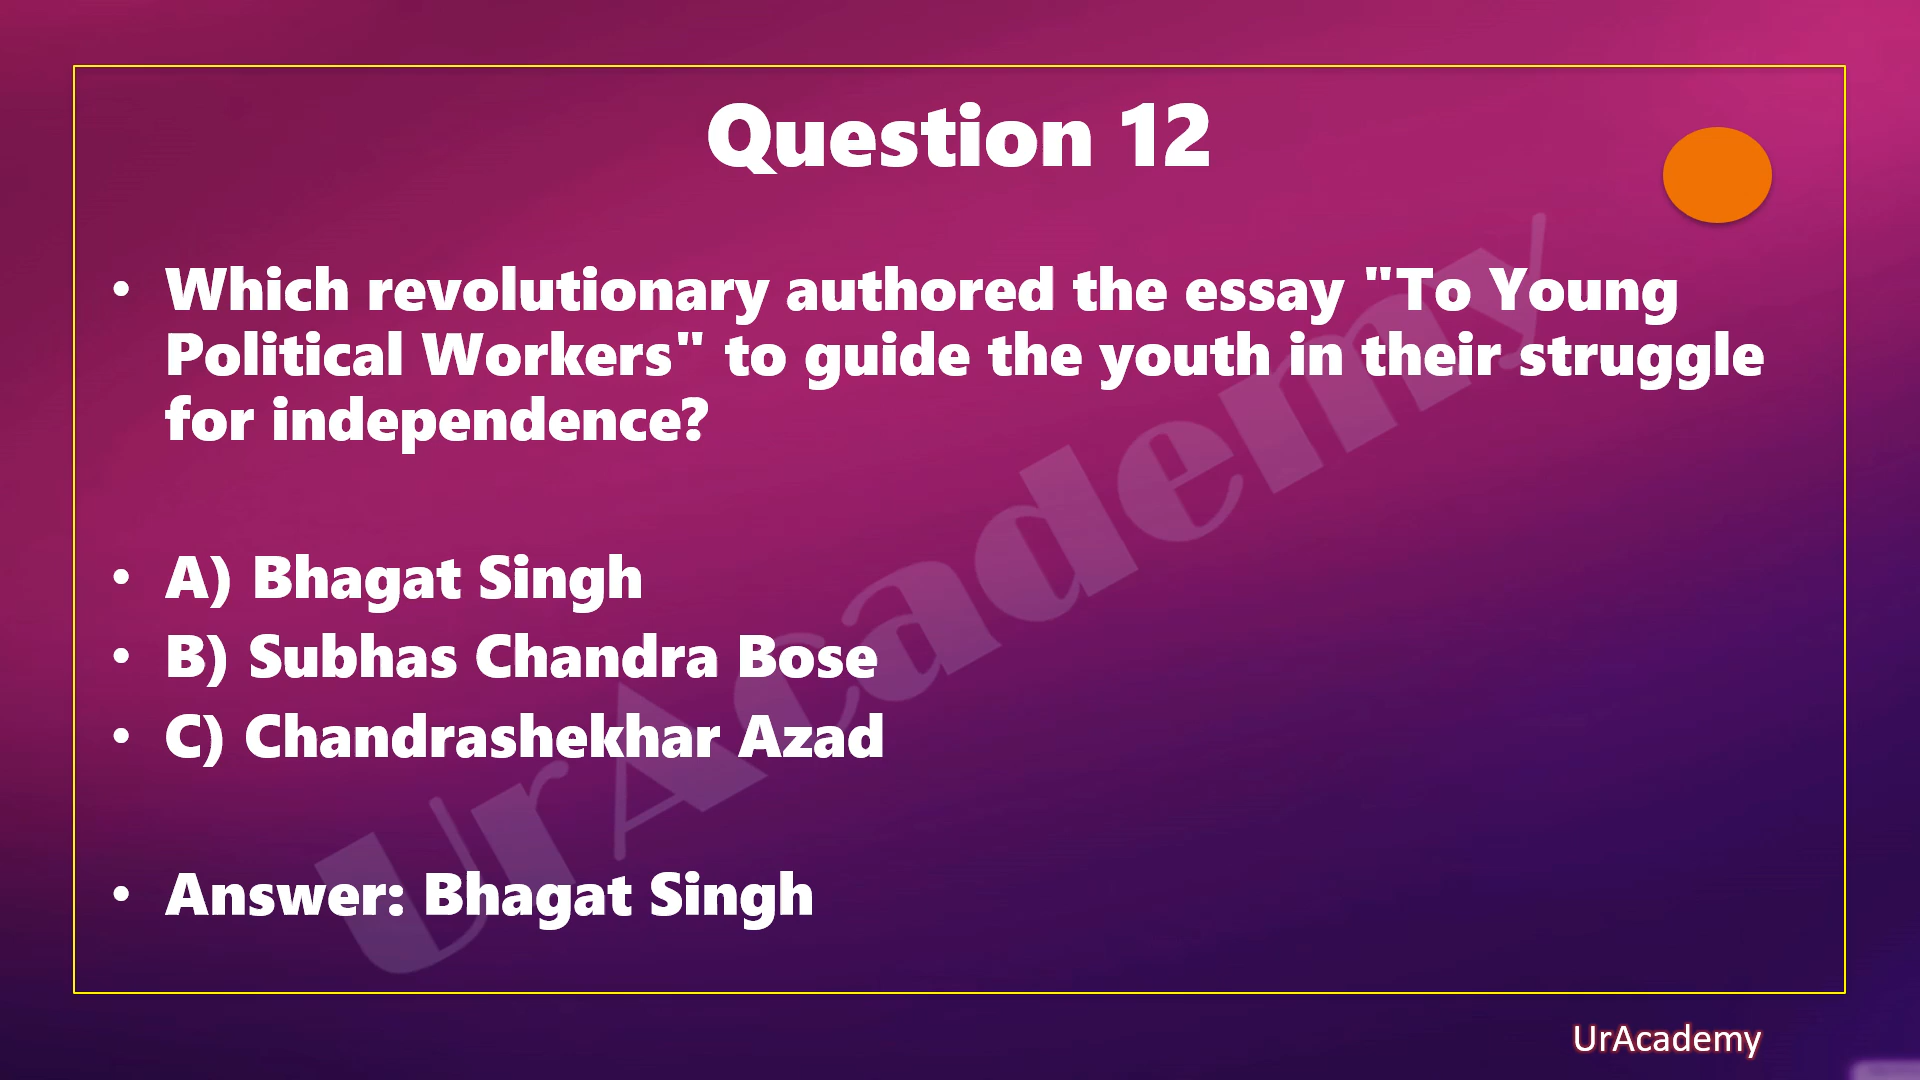 Question 12
• Which revolutionary authored the essay "To Young
Political Workers" to guide the youth in their struggle
for independence?
• A) Bhagat Singh
• B) Subhas Chandra Bose
• C) Chandrashekhar Azad
• Answer: Bhagat Singh
UrAcademy
UrAcademy